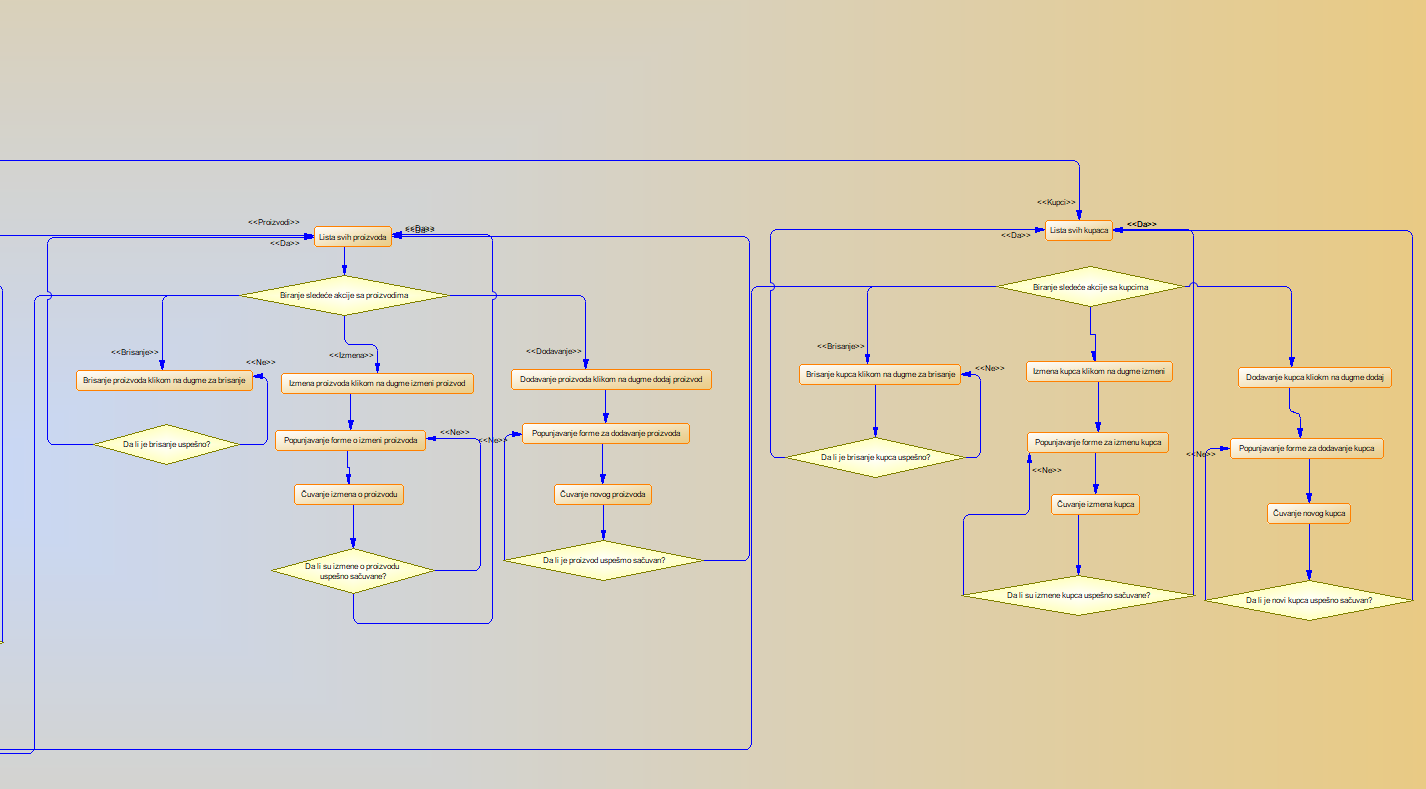 <<Kupci>>
<<Proizvodi>>
<<Da>>
<<Da>>
Lista svih proizvoda
<<Da>>
<<Da>>
Lista svih kupaca
<<Da>>
Biranje sledeće akcije sa proizvodima
Biranje sledeće akcije sa kupcima
<<Brisanje>>
<<Izmena>>
<<Dodavanje>>
<<Brisanje>>
<<Ne>>
<<Ne>>
Brisanje proizvoda klikom na dugme za brisanje
Izmena proizvoda klikom na dugme izmeni proizvod
Dodavanje proizvoda klikom na dugme dodaj proizvod
Brisanje kupca klikom na dugme za brisanje
Izmena kupca klikom na dugme izmeni
Dodavanje kupca kliokm na dugme dodaj
<<Ne>>
<<Ne>>
Da li je brisanje uspešno?
Popunjavanje forme o izmeni proizvoda
Popunjavanje forme za dodavanje proizvoda
Da li je brisanje kupca uspešno?
Popunjavanje forme za izmenu kupca
<<Ne>>
Popunjavanje forme za dodavanje kupca
<<Ne>>
Čuvanje izmena o proizvodu
Čuvanje novog proizvoda
Čuvanje izmena kupca
Čuvanje novog kupca
Da li su izmene o proizvodu
uspešno sačuvane?
Da li je proizvod uspešmo sačuvan?
Da li su izmene kupca uspešno sačuvane?
Da li je novi kupca uspešno sačuvan?